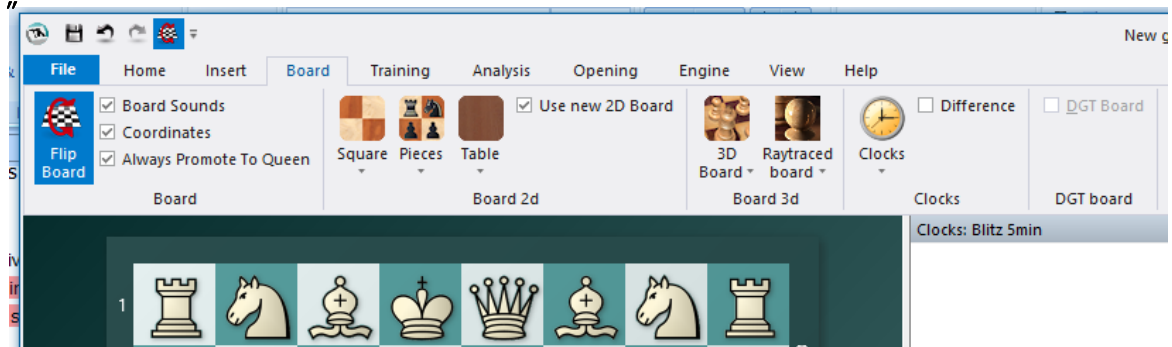 New g
File Home Insert Board Training Analysis Opening Engine View Help
Flip Board
Board Sounds
Coordinates
Always Promote To Queen
Board
Square Pieces Table
Use new 2D Board
Board 2d
3D Board
Raytraced board
Board 3d
Clocks
Difference
Clocks
DGT Board
DGT board
Clocks: Blitz 5min
1